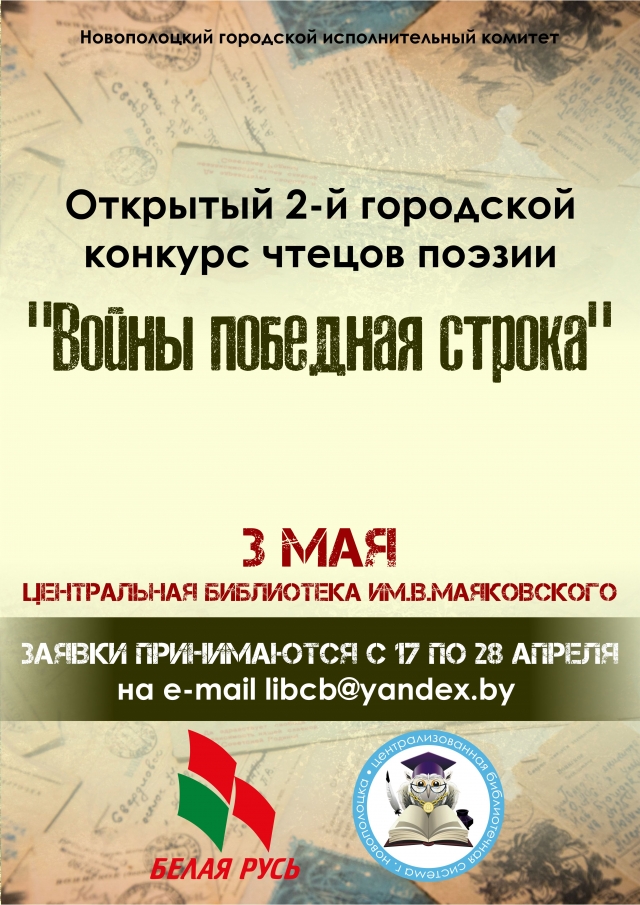 Новополоцкий городской исполнительный комитет
Открытый 2-й городской
конкурс чтецов поэзии
"Войны победная строка"
3 МАЯ
ЦЕНТРАЛЬНАЯ БИБЛИОТЕКА ИМ.В.МАЯКОВСКОГО
ЗАЯВКИ ПРИНИМАЮТСЯ С 17 ПО 28 АПРЕЛЯ
на e-mail libcb@yandex.by
БЕЛАЯ РУСЬ
централизованная библиотечная система г. Новополоцка